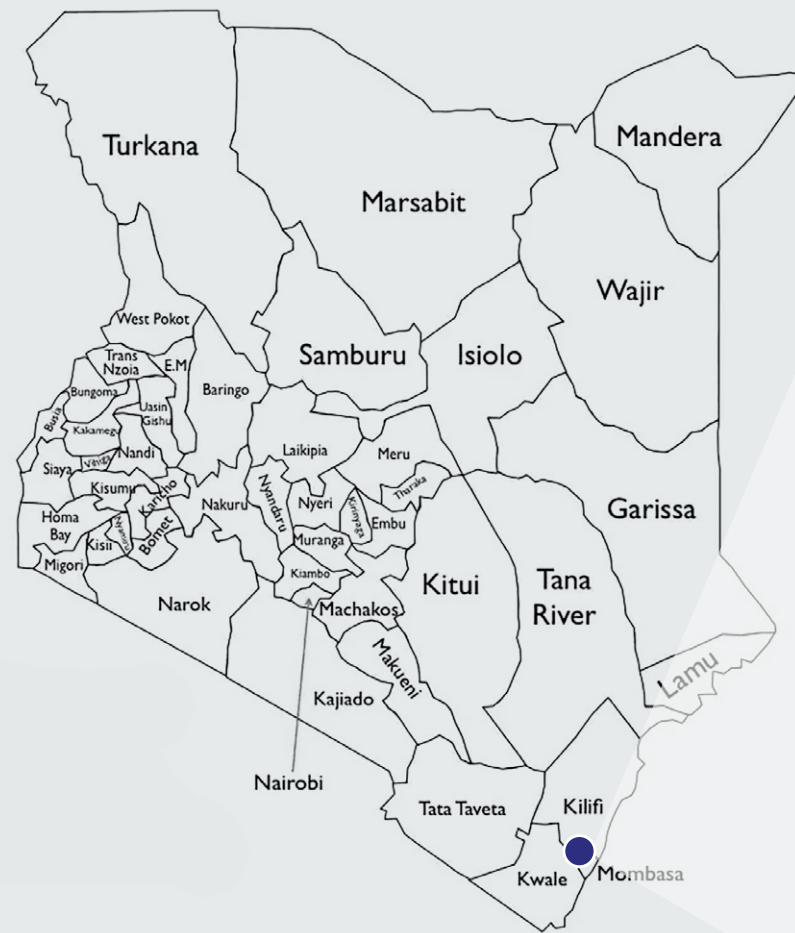 Turkana
Mandera
Marsabit
Wajir
West Pokot
Samburu
Isiolo
Trans
Nzoia
E.M
Baringo
Bungoma
Uasin
Gishu
Busia
Kakamega
Nandi
Laikipia
Meru
Siaya
Vihiga
Kisumu
Karicho
Nakuru
Nyandaru
Nyeri
Tharaka
Kirinyaga
Embu
Garissa
Homa
Bay
Kisii
Nyamira
Bomet
Muranga
Migori
Kiambo
Kitui
Tana
River
Narok
Machakos
Makueni
Lamu
Kajiado
Nairobi
Tata Taveta
Kilifi
Kwale
Mombasa